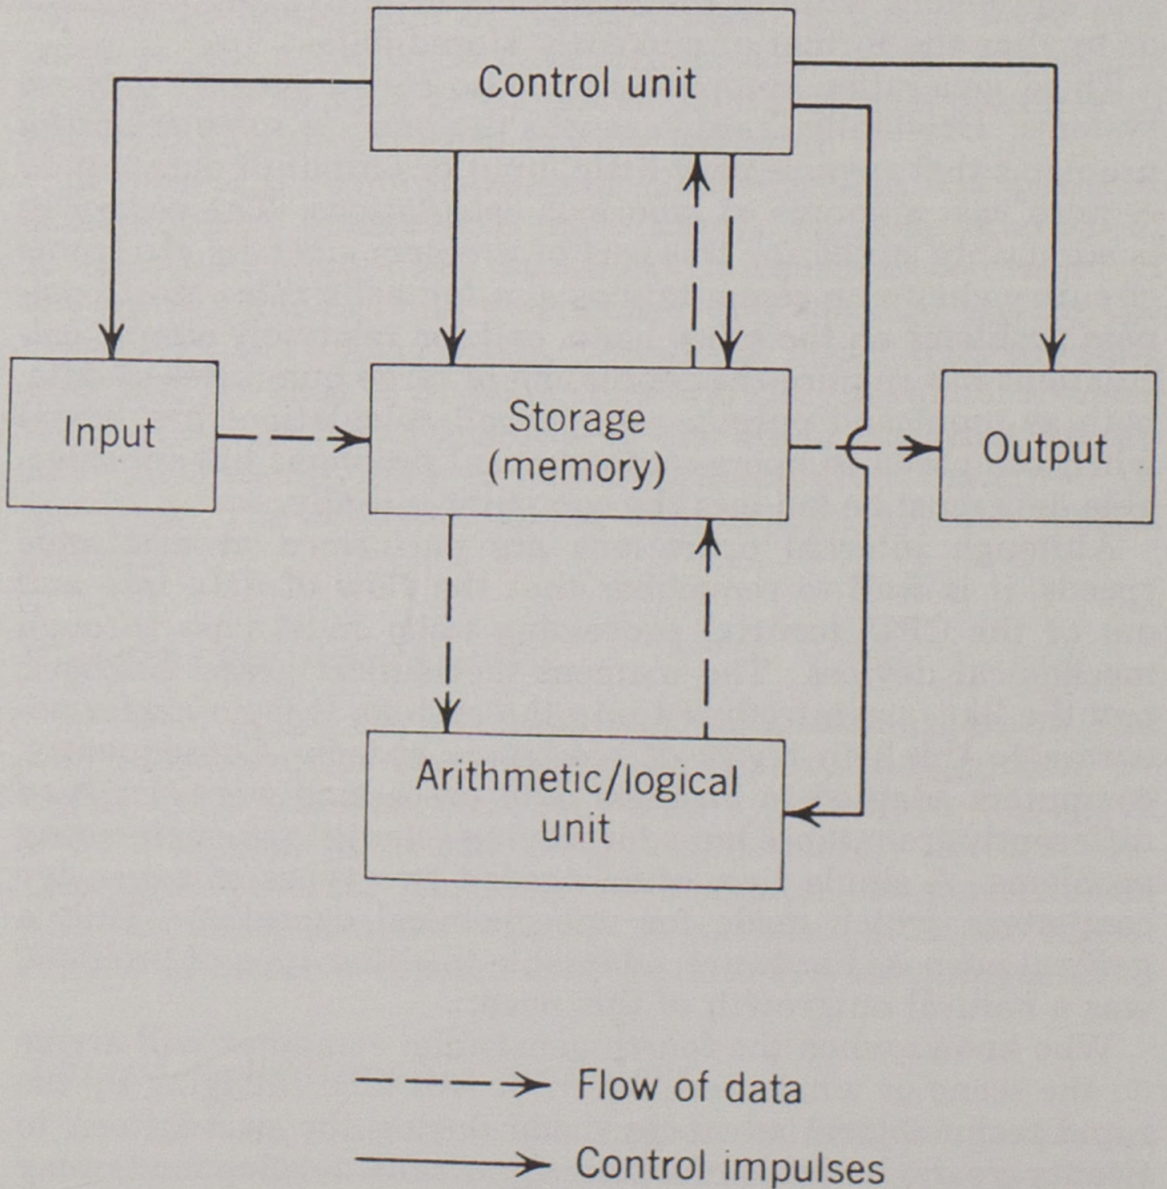 Control unit
Input
Storage
(memory)
Output
Arithmetic/logical
unit
Flow of data
Control impulses